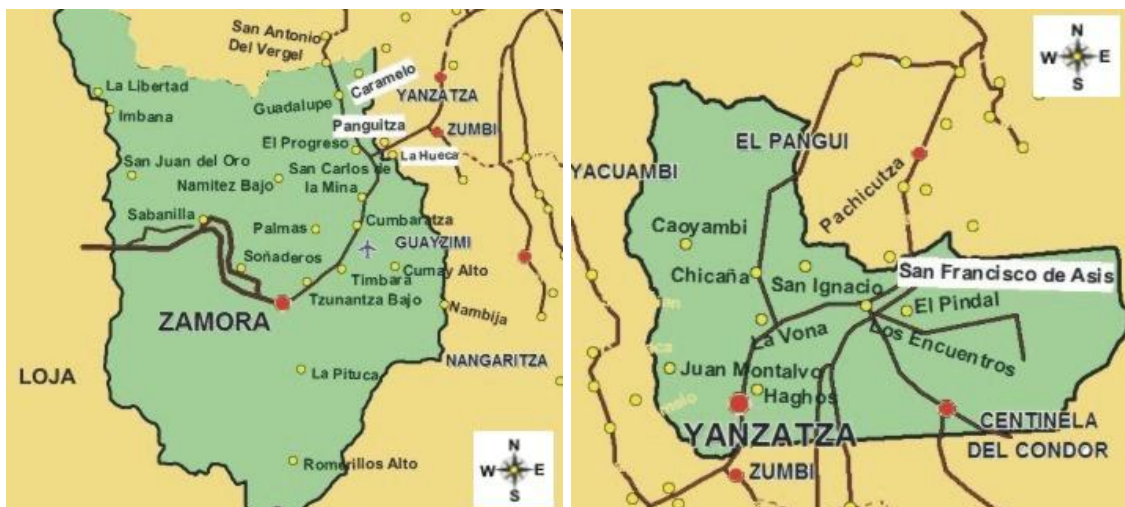 San Antonio
Del Vergel
La Libertad
Imbana
Caramelo
Guadalupe
YANZATZA
Panguitza
ZUMBI
El Progreso
La Hueca
San Juan del Oro
San Carlos de
la Mina
Namitez Bajo
Sabanilla
Palmas
Cumbaratza
GUAYZIMI
Soñaderos
Timbara
Cumay Alto
Tzunantza Bajo
ZAMORA
Nambija
NANGARITZA
LOJA
La Pituca
Romerillos Alto
N
W E
S
N
W E
S
EL PANGUI
YACUAMBI
Pachicutza
Caoyambi
Chicaña
San Ignacio
San Francisco de Asis
El Pindal
La Vona
Los Encuentros
Juan Montalvo
Haghos
YANZATZA
CENTINELA
DEL CONDOR
ZUMBI